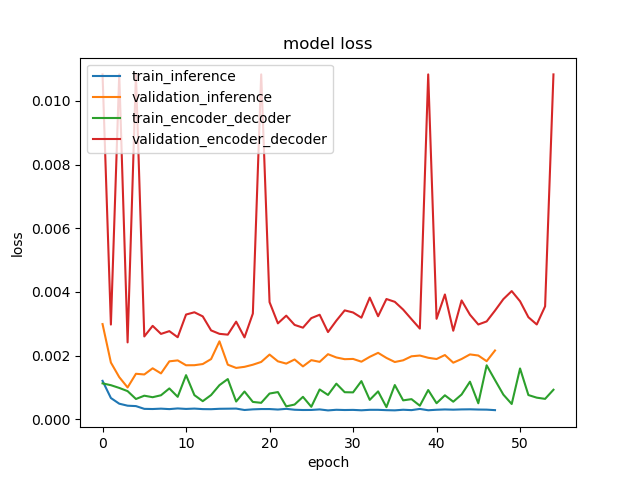 model loss
train_inference
validation_inference
train_encoder_decoder
validation_encoder_decoder
0.010
0.008
0.006
0.004
0.002
0.000
loss
0 10 20 30 40 50
epoch